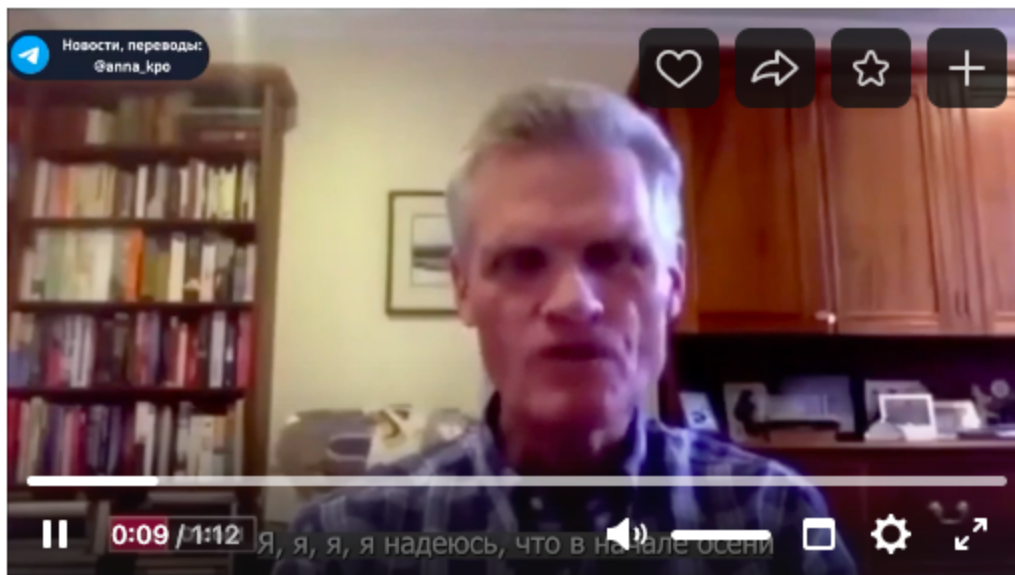 Новости, переводы:
@anna_kpo
0:09 / 1:12
Я, я, я, я надеюсь, что в начале осени